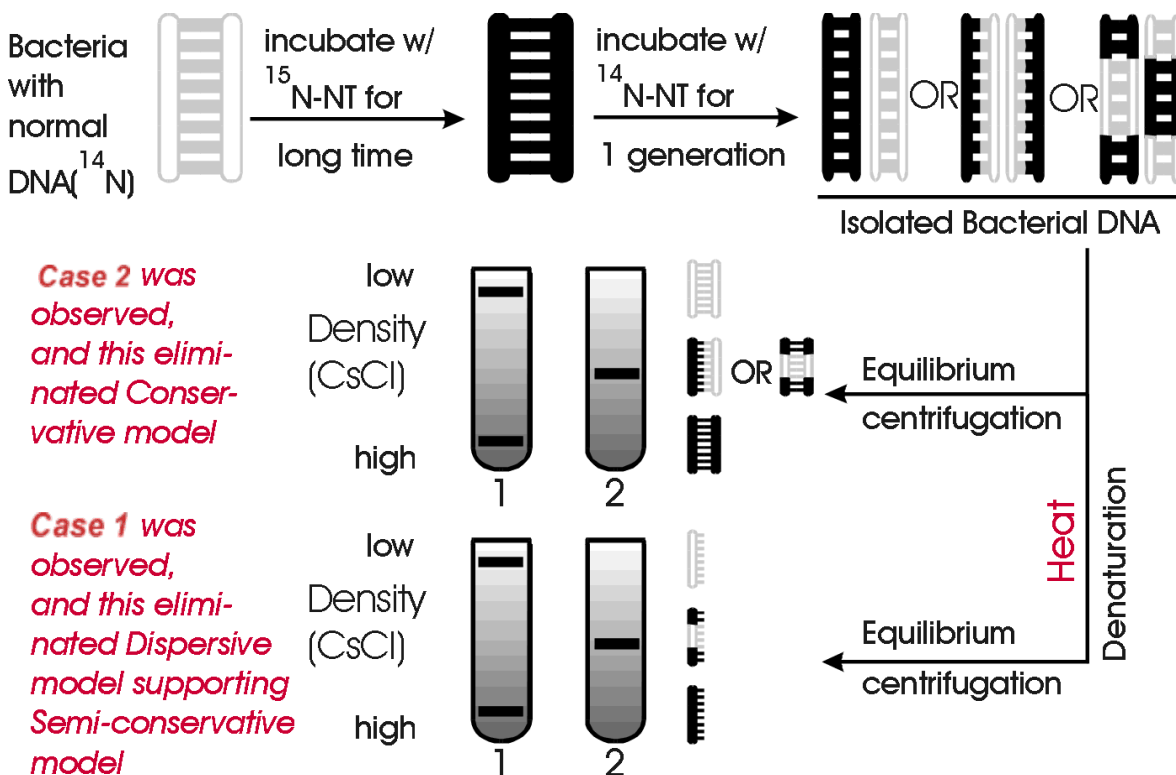 Bacteria
with
normal
DNA(14N)
incubate w/
15N-NT for
long time
incubate w/
14N-NT for
1 generation
OR
OR
Isolated Bacterial DNA
Case 2 was
observed,
and this elimi-
nated Conser-
vative model
low
Density
(CsCl)
high
1
2
OR
Equilibrium
centrifugation
Heat
Denaturation
Case 1 was
observed,
and this elimi-
nated Dispersive
model supporting
Semi-conservative
model
low
Density
(CsCl)
high
1
2
Equilibrium
centrifugation